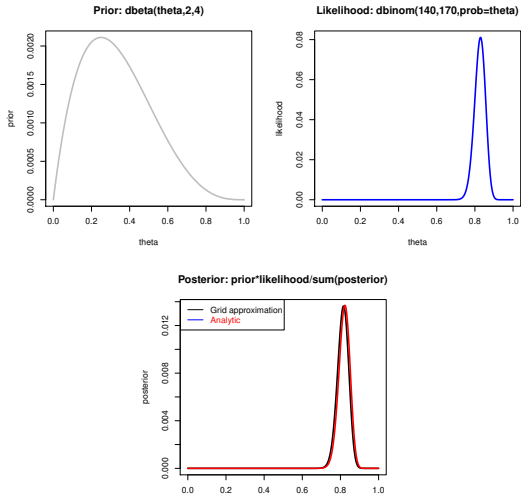 Prior: dbeta(theta,2,4)
prior
0.0000 0.0005 0.0010 0.0015 0.0020
0.0 0.2 0.4 0.6 0.8 1.0
theta
Likelihood: dbinom(140,170,prob=theta)
likelihood
0.00 0.02 0.04 0.06 0.08
0.0 0.2 0.4 0.6 0.8 1.0
theta
Posterior: prior*likelihood/sum(posterior)
posterior
0.000 0.004 0.008 0.012
Grid approximation
Analytic
0.0 0.2 0.4 0.6 0.8 1.0